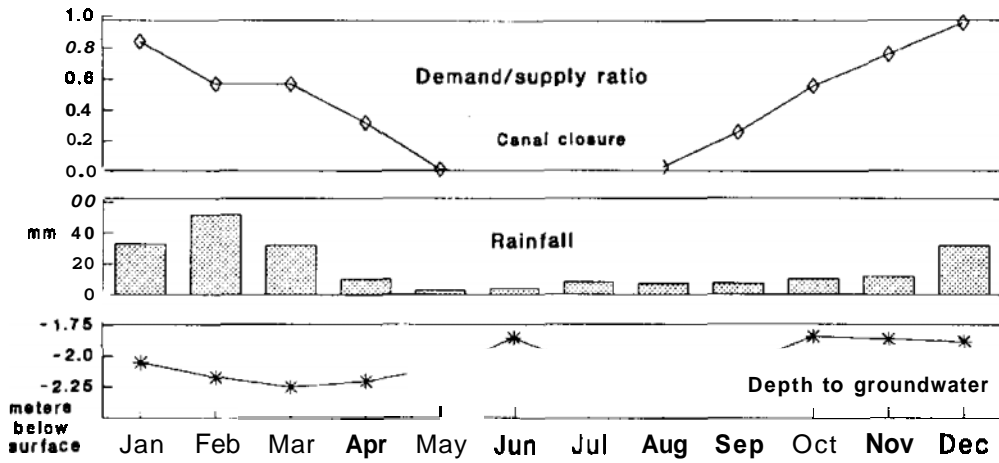 1.0
0.8
0.6
0.4
0.2
0.0
Demand/supply ratio
Canal closure
00
mm
40
20
0
Rainfall
-1.75
-2.0
-2.25
Depth to groundwater
meters
below
surface
Jan Feb Mar Apr May Jun Jul Aug Sep Oct Nov Dec